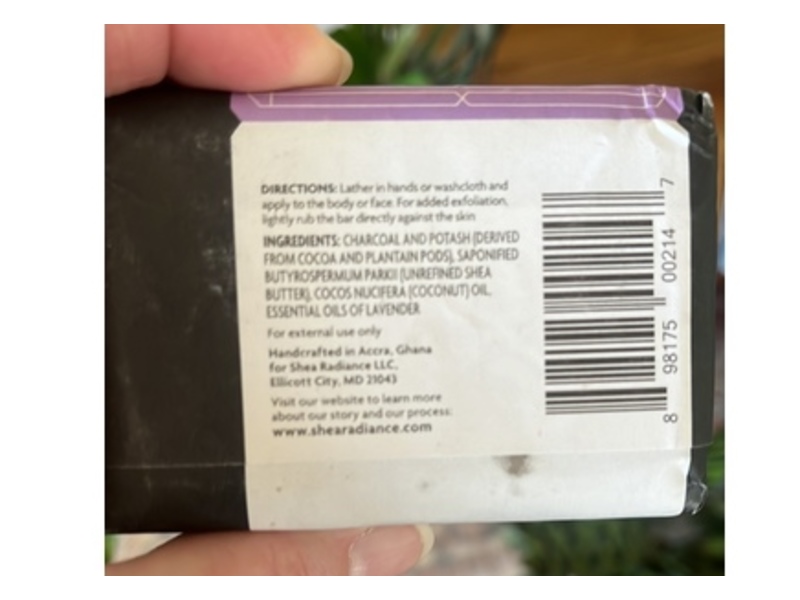 DIRECTIONS: Lather in hands or washcloth and
apply to the body or face. For added exfoliation,
lightly rub the bar directly against the skin
INGREDIENTS: CHARCOAL AND POTASH (DERIVED
FROM COCOA AND PLANTAIN PODS), SAPONIFIED
BUTYROSPERMUM PARKII (UNREFINED SHEA
BUTTER), COCOS NUCIFERA (COCONUT) OIL,
ESSENTIAL OILS OF LAVENDER
For external use only
Handcrafted in Accra, Ghana
for Shea Radiance LLC,
Ellicott City, MD 21043
Visit our website to learn more
about our story and our process:
www.shearadiance.com
8 98175 00214 7